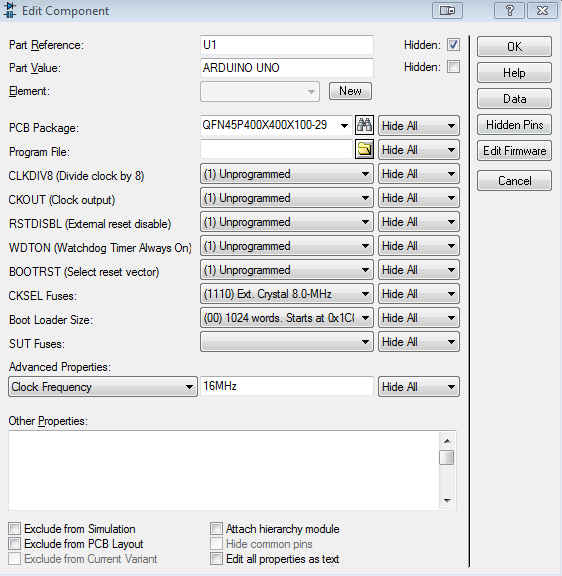 Edit Component
?
Part Reference: U1 Hidden: OK
Part Value: ARDUINO UNO Hidden: Help
Element: New Data
PCB Package: QFN45P400X400X100-29 Hide All Hidden Pins
Program File: Hide All Edit Firmware
CLKDIV8 (Divide clock by 8) (1) Unprogrammed Hide All Cancel
CKOUT (Clock output) (1) Unprogrammed Hide All
RSTDISBL (External reset disable) (1) Unprogrammed Hide All
WDTON (Watchdog Timer Always On) (1) Unprogrammed Hide All
BOOTRST (Select reset vector) (1) Unprogrammed Hide All
CKSEL Fuses: (1110) Ext. Crystal 8.0-MHz Hide All
Boot Loader Size: (00) 1024 words. Starts at 0x1C0 Hide All
SUT Fuses: Hide All
Advanced Properties:
Clock Frequency 16MHz Hide All
Other Properties:
Exclude from Simulation Attach hierarchy module
Exclude from PCB Layout Hide common pins
Exclude from Current Variant Edit all properties as text